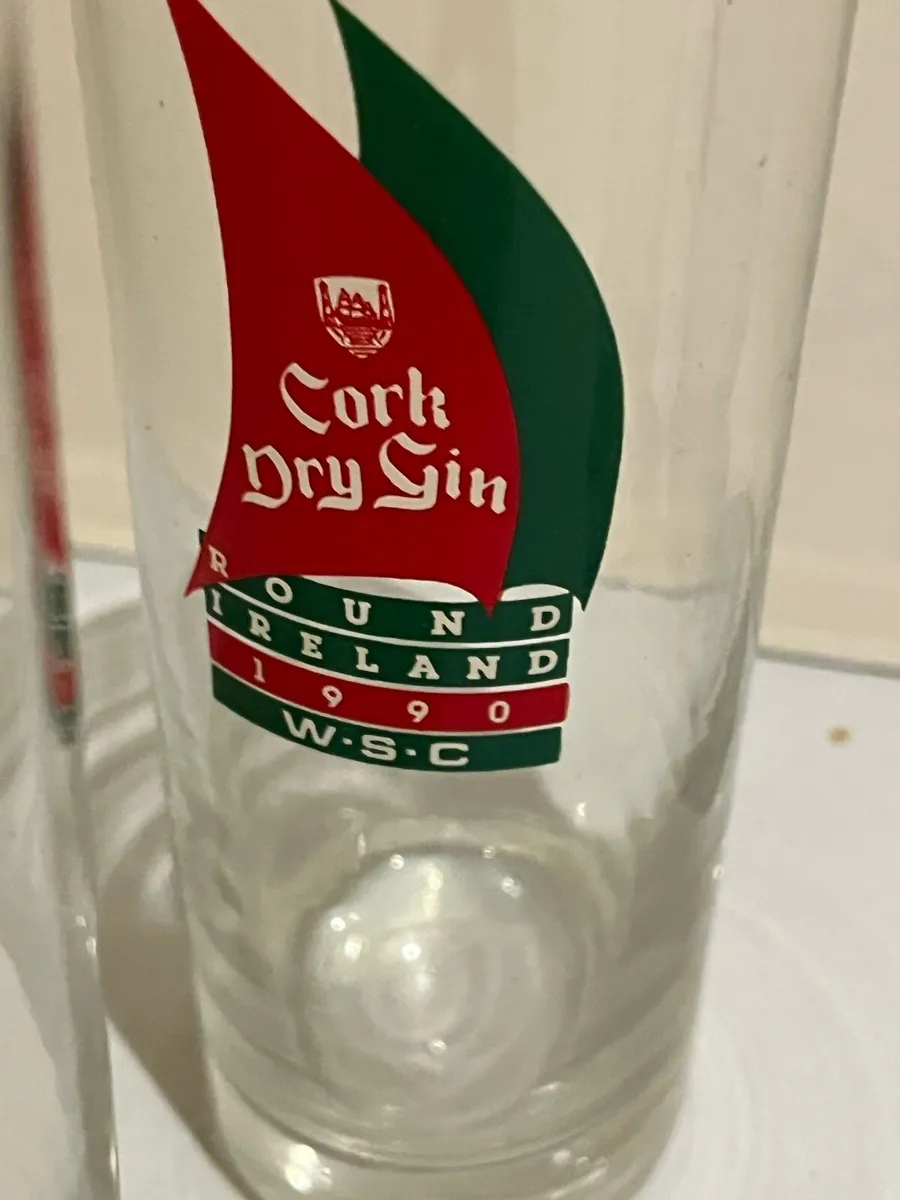 Cork
Dry Gin
ROUND
IRELAND
1990
W·S·C